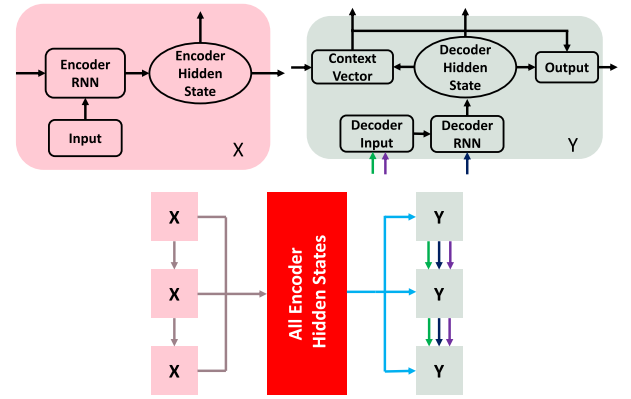 Encoder
RNN
Encoder
Hidden
State
Input
X
Context
Vector
Decoder
Hidden
State
Output
Decoder
Input
Decoder
RNN
Y
X
X
X
All Encoder
Hidden States
Y
Y
Y